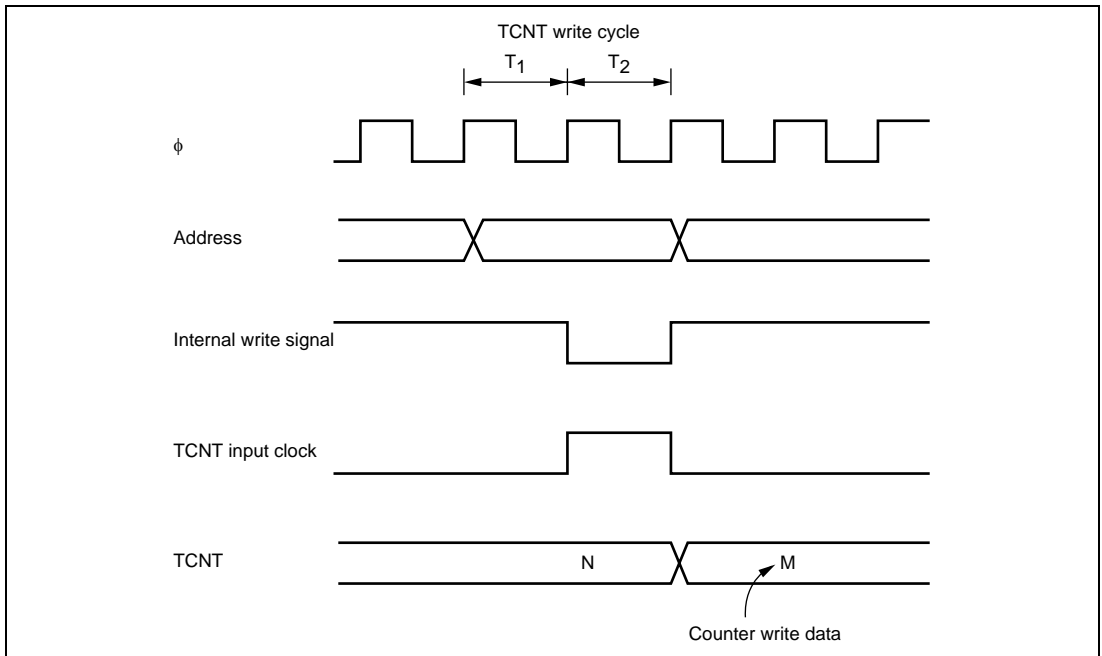 TCNT write cycle
T1 T2
ϕ
Address
Internal write signal
TCNT input clock
TCNT N M
Counter write data